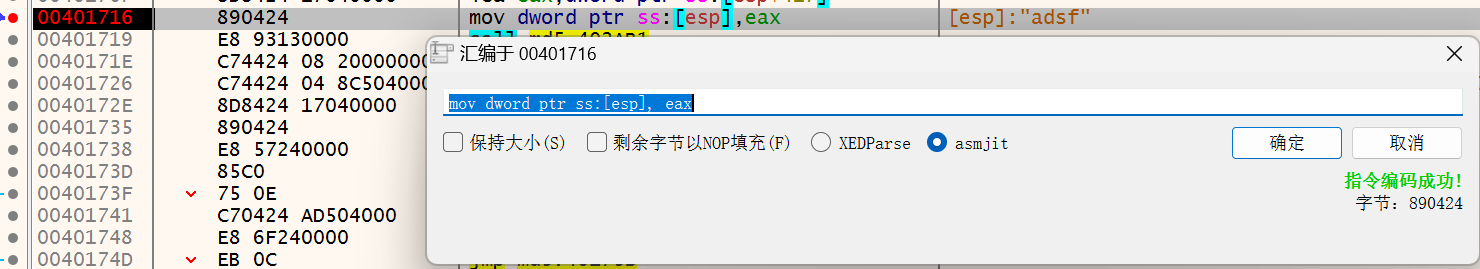 00401716 890424 mov dword ptr ss:[esp],eax [esp]:"adsf"
00401719 E8 93130000
0040171E C74424 08 20000000
00401726 C74424 04 8C504000
0040172E 8D8424 17040000
00401735 890424
00401738 E8 57240000
0040173D 85C0
0040173F 75 0E
00401741 C70424 AD504000
00401748 E8 6F240000
0040174D EB 0C
汇编于 00401716
mov dword ptr ss:[esp], eax
保持大小(S) 剩余字节以NOP填充(F) XEDParse asmjit 确定 取消
指令编码成功!
字节: 890424